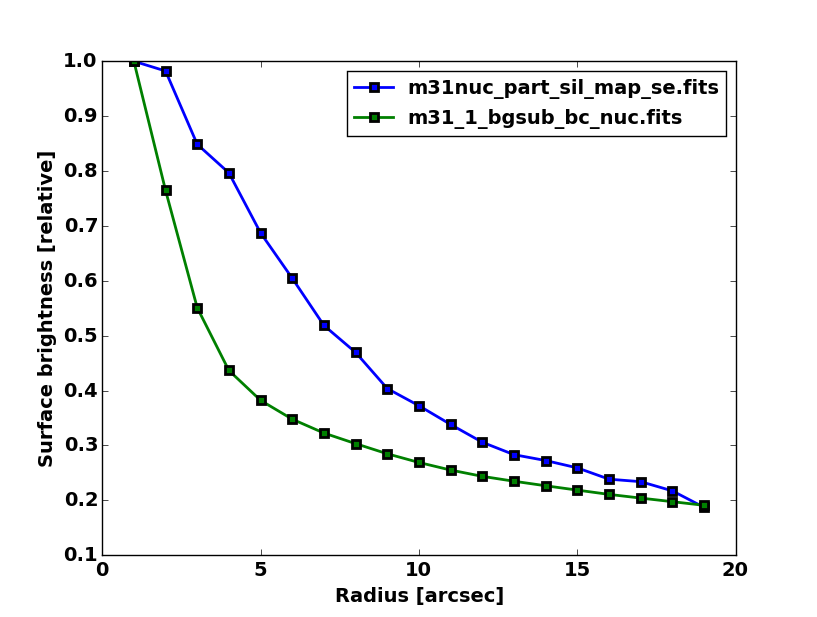 1.0
0.9
0.8
0.7
0.6
0.5
0.4
0.3
0.2
0.1
Surface brightness [relative]
m31nuc_part_sil_map_se.fits
m31_1_bgsub_bc_nuc.fits
0 5 10 15 20
Radius [arcsec]